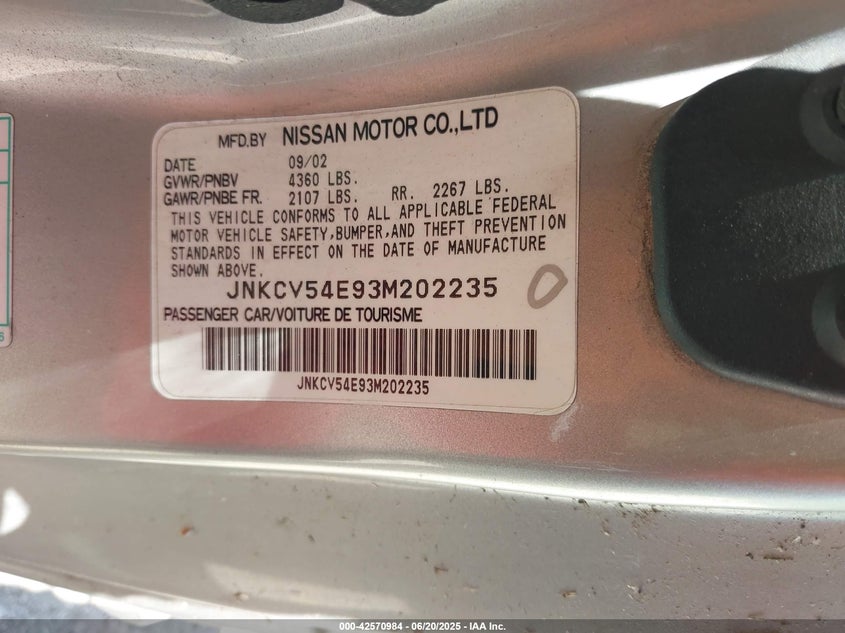 MFD.BY NISSAN MOTOR CO.,LTD
DATE 09/02
GVWR/PNBV 4360 LBS.
GAWR/PNBE FR. 2107 LBS. RR. 2267 LBS.
THIS VEHICLE CONFORMS TO ALL APPLICABLE FEDERAL
MOTOR VEHICLE SAFETY,BUMPER,AND THEFT PREVENTION
STANDARDS IN EFFECT ON THE DATE OF MANUFACTURE
SHOWN ABOVE.
JNKCV54E93M202235 O
PASSENGER CAR/VOITURE DE TOURISME
JNKCV54E93M202235
6
000-42570984 - 06/20/2025 - IAA Inc.